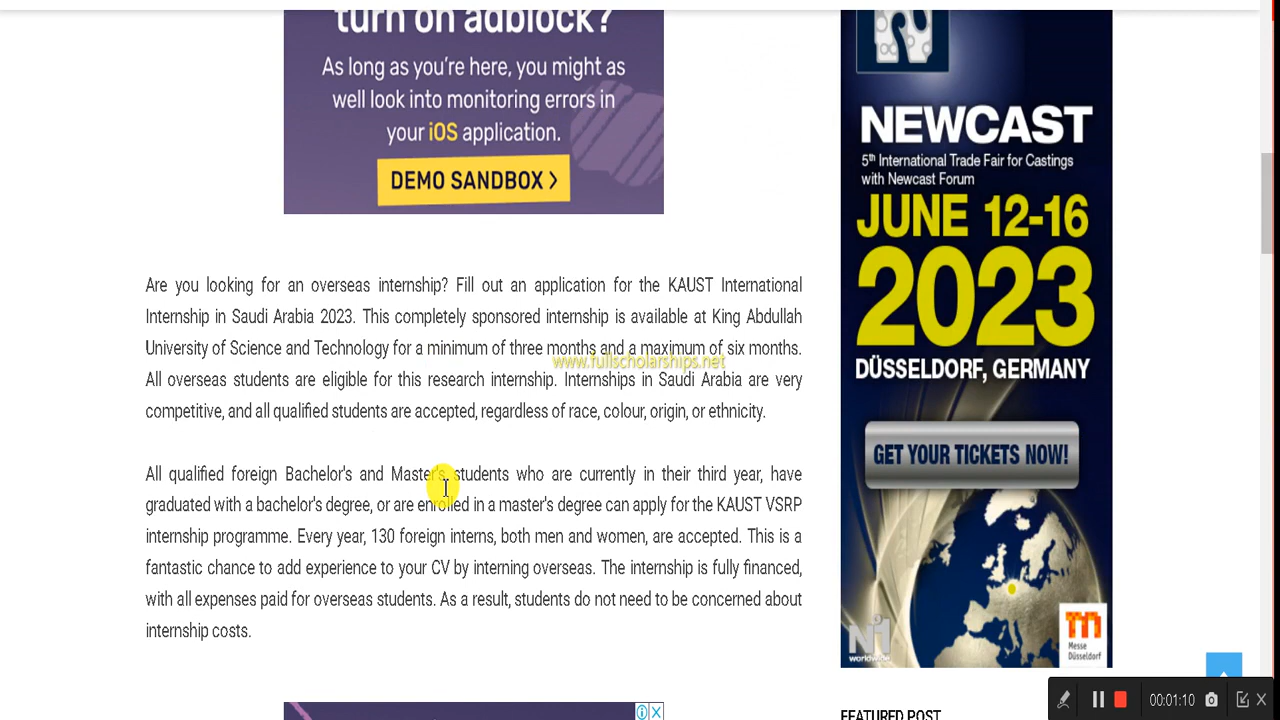 turn on adblock?
As long as you're here, you might as
well look into monitoring errors in
your iOS application.
DEMO SANDBOX >
NEWCAST
5th International Trade Fair for Castings
with Newcast Forum
JUNE 12-16
2023
DÜSSELDORF, GERMANY
GET YOUR TICKETS NOW!
N1
worldwide
Messe
Düsseldorf
Are you looking for an overseas internship? Fill out an application for the KAUST International
Internship in Saudi Arabia 2023. This completely sponsored internship is available at King Abdullah
University of Science and Technology for a minimum of three months and a maximum of six months.
www.fullscholarships.net
All overseas students are eligible for this research internship. Internships in Saudi Arabia are very
competitive, and all qualified students are accepted, regardless of race, colour, origin, or ethnicity.
All qualified foreign Bachelor's and Master's students who are currently in their third year, have
graduated with a bachelor's degree, or are enrolled in a master's degree can apply for the KAUST VSRP
internship programme. Every year, 130 foreign interns, both men and women, are accepted. This is a
fantastic chance to add experience to your CV by interning overseas. The internship is fully financed,
with all expenses paid for overseas students. As a result, students do not need to be concerned about
internship costs.
FEATURED POST
00:01:10